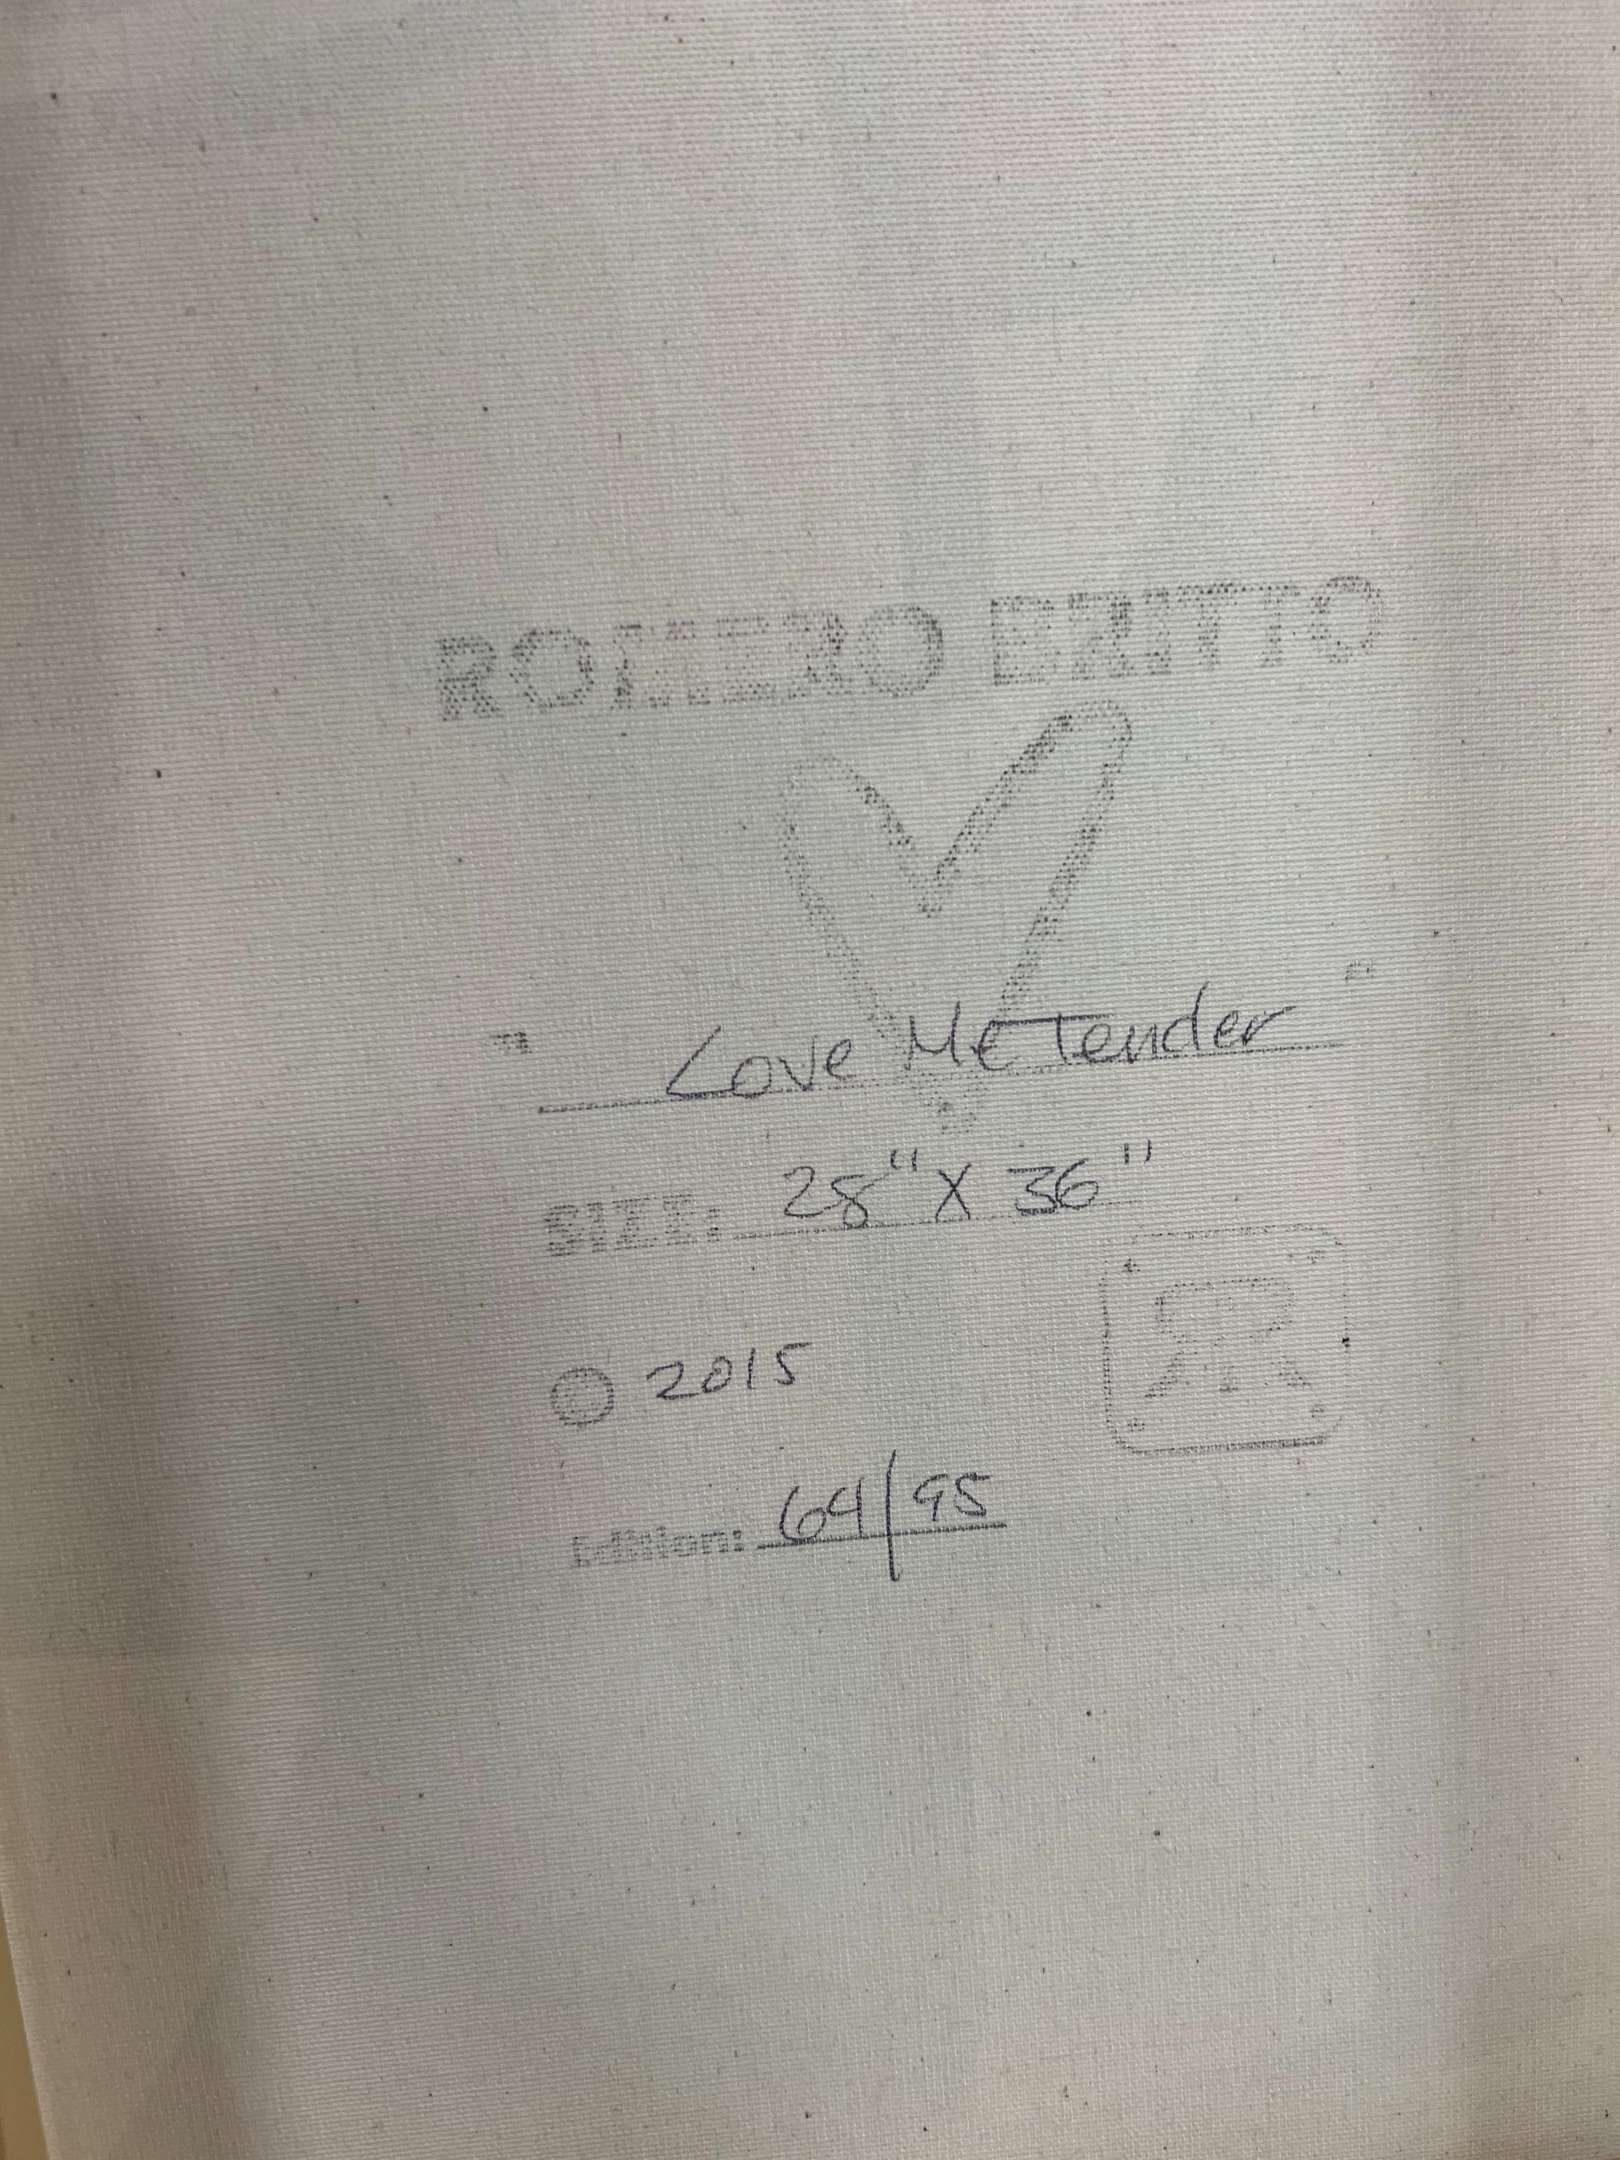 ROMERO BRITTO
" Love Me Tender "
SIZE: 28" X 36"
© 2015
Edition: 64/95